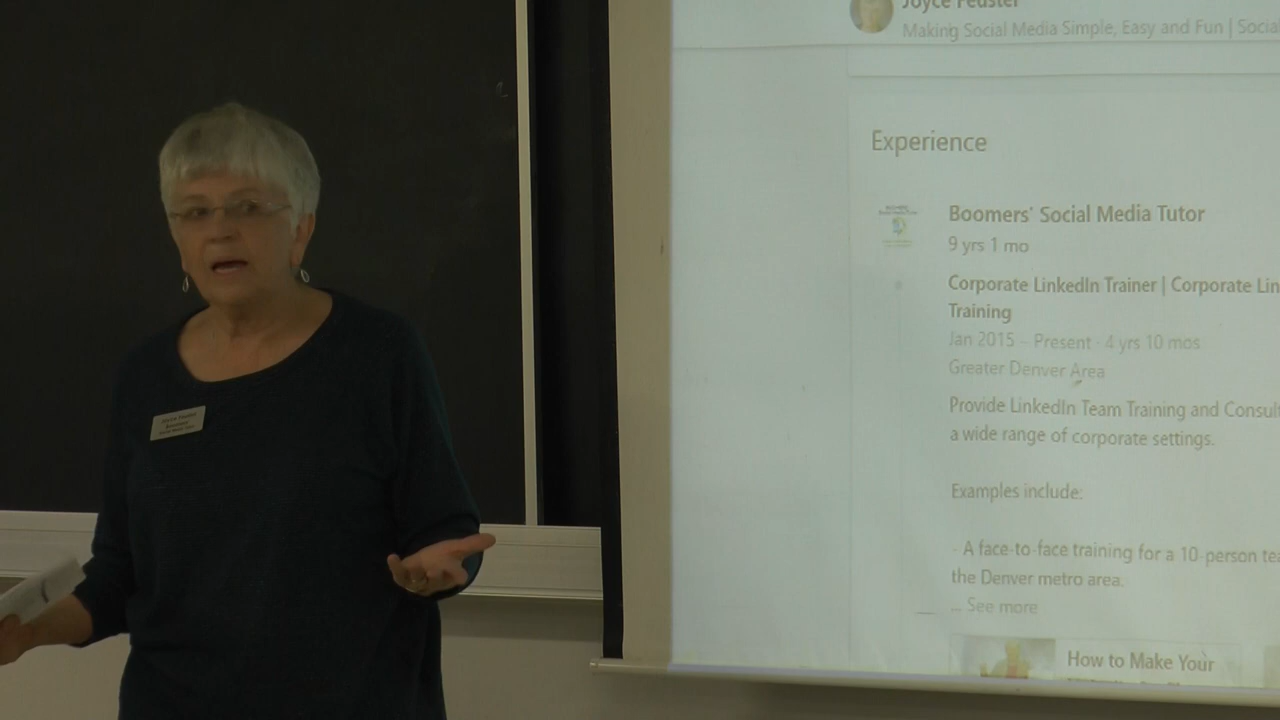 Joyce Feuster
Making Social Media Simple, Easy and Fun | Socia
Experience
Boomers' Social Media Tutor
9 yrs 1 mo
Corporate LinkedIn Trainer | Corporate Lin
Training
Jan 2015 - Present · 4 yrs 10 mos
Greater Denver Area
Provide LinkedIn Team Training and Consult
a wide range of corporate settings.
Examples include:
- A face-to-face training for a 10-person tea
the Denver metro area.
... See more
How to Make Your